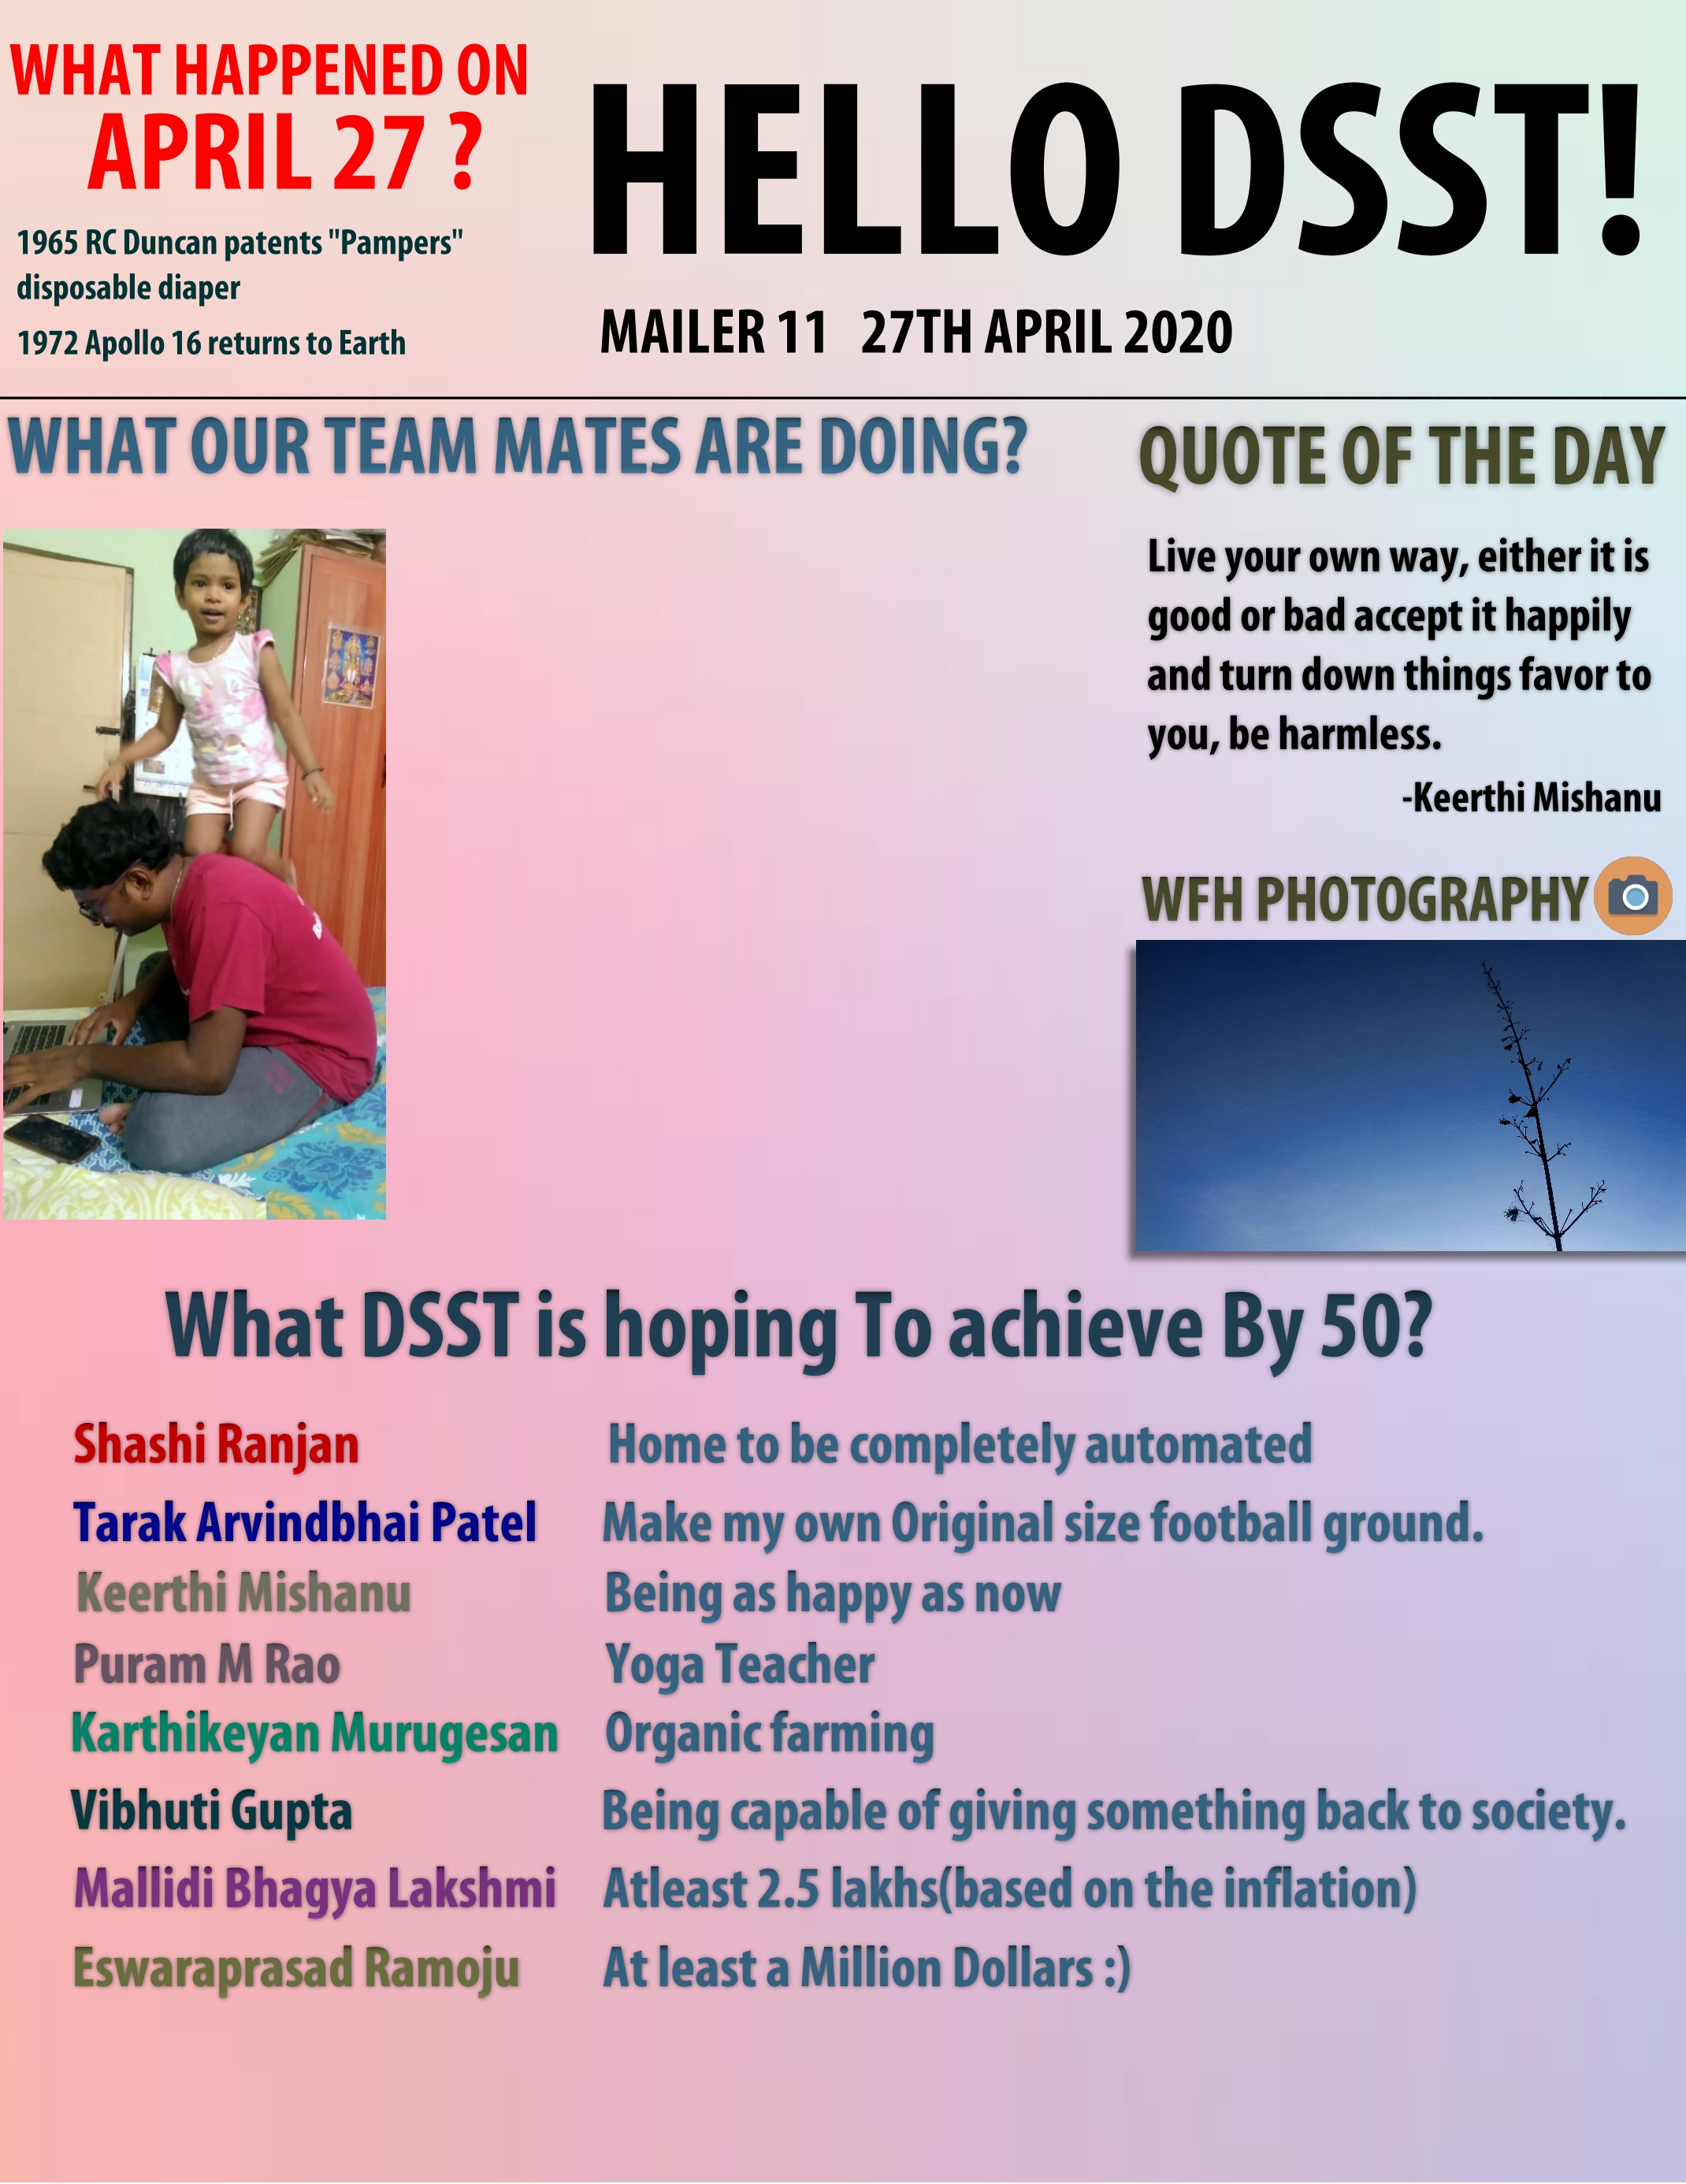 WHAT HAPPENED ON
APRIL 27 ?
1965 RC Duncan patents "Pampers"
disposable diaper
1972 Apollo 16 returns to Earth
HELLO DSST!
MAILER 11 27TH APRIL 2020
WHAT OUR TEAM MATES ARE DOING?
QUOTE OF THE DAY
Live your own way, either it is
good or bad accept it happily
and turn down things favor to
you, be harmless.
-Keerthi Mishanu
WFH PHOTOGRAPHY
What DSST is hoping To achieve By 50?
Shashi Ranjan Home to be completely automated
Tarak Arvindbhai Patel Make my own Original size football ground.
Keerthi Mishanu Being as happy as now
Puram M Rao Yoga Teacher
Karthikeyan Murugesan Organic farming
Vibhuti Gupta Being capable of giving something back to society.
Mallidi Bhagya Lakshmi Atleast 2.5 lakhs(based on the inflation)
Eswaraprasad Ramoju At least a Million Dollars :)